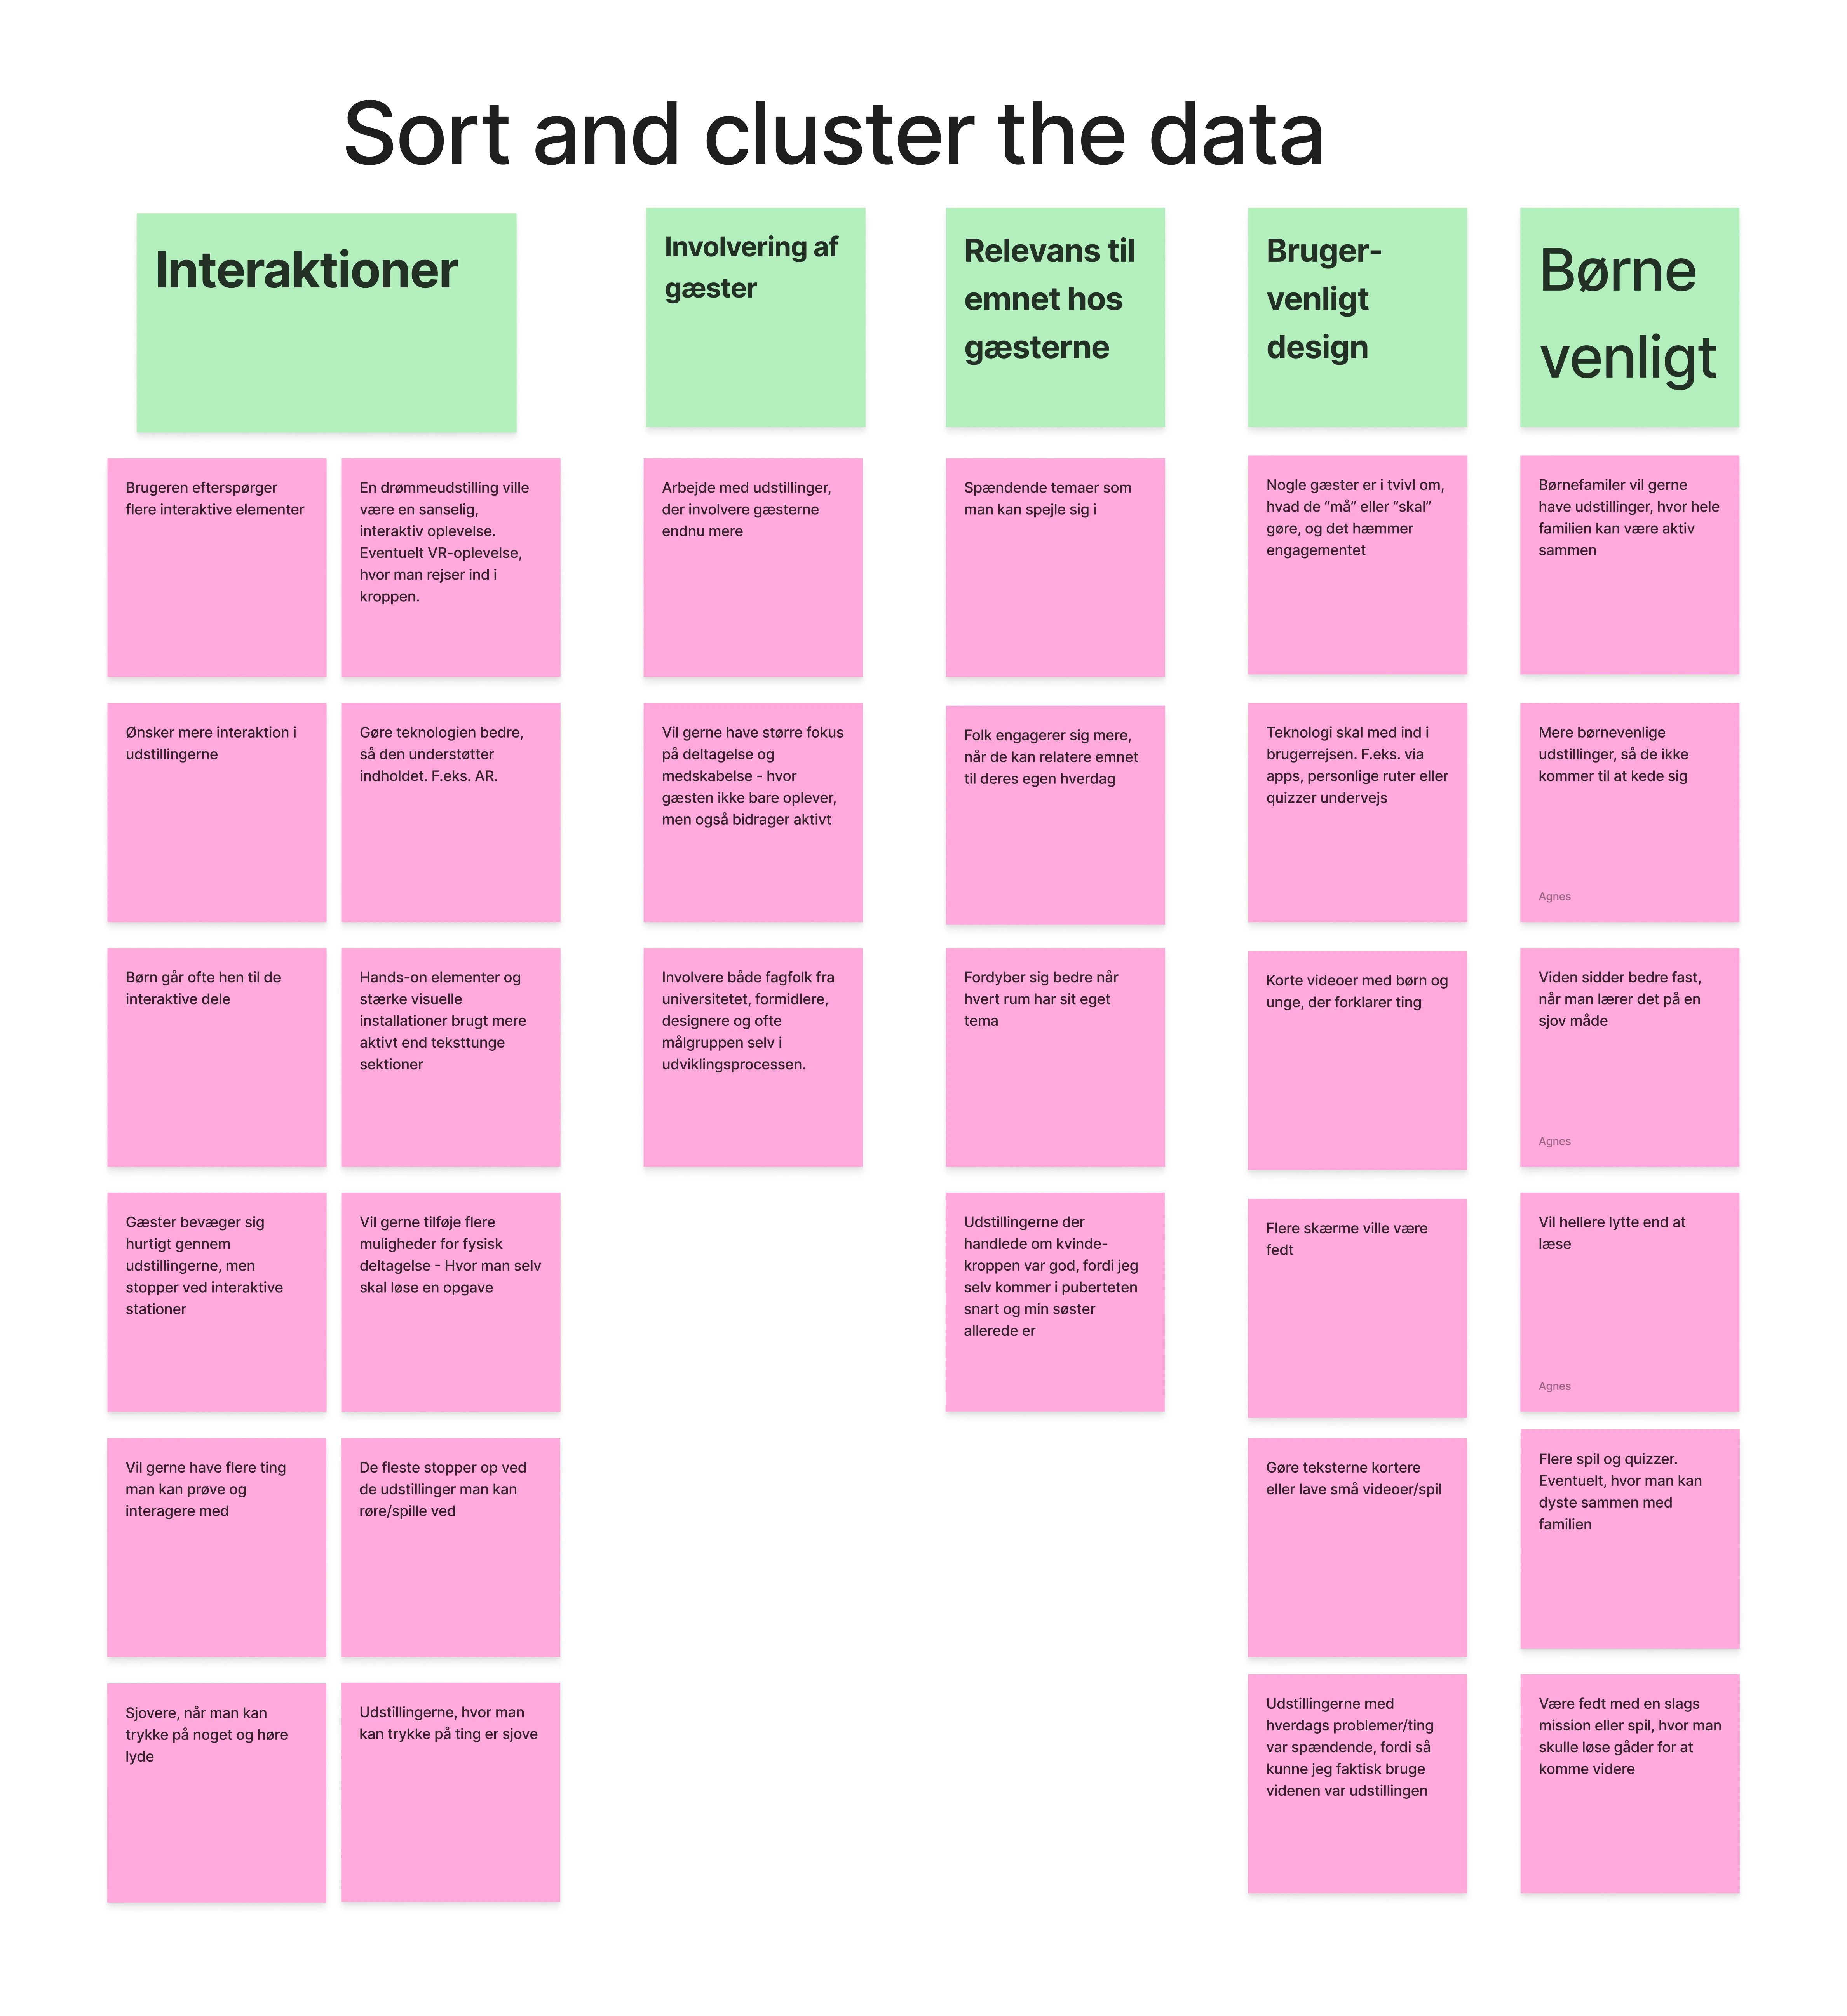 Sort and cluster the data
Interaktioner
Involvering af
gæster
Relevans til
emnet hos
gæsterne
Bruger-
venligt
design
Børne
venligt
Brugeren efterspørger
flere interaktive elementer
Ønsker mere interaktion i
udstillingerne
Børn går ofte hen til de
interaktive dele
Gæster bevæger sig
hurtigt gennem
udstillingerne, men
stopper ved interaktive
stationer
Vil gerne have flere ting
man kan prøve og
interagere med
Sjovere, når man kan
trykke på noget og høre
lyde
En drømmeudstilling ville
være en sanselig,
interaktiv oplevelse.
Eventuelt VR-oplevelse,
hvor man rejser ind i
kroppen.
Gøre teknologien bedre,
så den understøtter
indholdet. F.eks. AR.
Hands-on elementer og
stærke visuelle
installationer brugt mere
aktivt end teksttunge
sektioner
Vil gerne tilføje flere
muligheder for fysisk
deltagelse - Hvor man selv
skal løse en opgave
De fleste stopper op ved
de udstillinger man kan
røre/spille ved
Udstillingerne, hvor man
kan trykke på ting er sjove
Arbejde med udstillinger,
der involvere gæsterne
endnu mere
Vil gerne have større fokus
på deltagelse og
medskabelse - hvor
gæsten ikke bare oplever,
men også bidrager aktivt
Involvere både fagfolk fra
universitetet, formidlere,
designere og ofte
målgruppen selv i
udviklingsprocessen.
Spændende temaer som
man kan spejle sig i
Folk engagerer sig mere,
når de kan relatere emnet
til deres egen hverdag
Fordyber sig bedre når
hvert rum har sit eget
tema
Udstillingerne der
handlede om kvinde-
kroppen var god, fordi jeg
selv kommer i puberteten
snart og min søster
allerede er
Nogle gæster er i tvivl om,
hvad de “må” eller “skal”
gøre, og det hæmmer
engagementet
Teknologi skal med ind i
brugerrejsen. F.eks. via
apps, personlige ruter eller
quizzer undervejs
Korte videoer med børn og
unge, der forklarer ting
Flere skærme ville være
fedt
Gøre teksterne kortere
eller lave små videoer/spil
Udstillingerne med
hverdags problemer/ting
var spændende, fordi så
kunne jeg faktisk bruge
videnen var udstillingen
Børnefamilier vil gerne
have udstillinger, hvor hele
familien kan være aktiv
sammen
Mere børnevenlige
udstillinger, så de ikke
kommer til at kede sig
Agnes
Viden sidder bedre fast,
når man lærer det på en
sjov måde
Agnes
Vil hellere lytte end at
læse
Agnes
Flere spil og quizzer.
Eventuelt, hvor man kan
dyste sammen med
familien
Være fedt med en slags
mission eller spil, hvor man
skulle løse gåder for at
komme videre